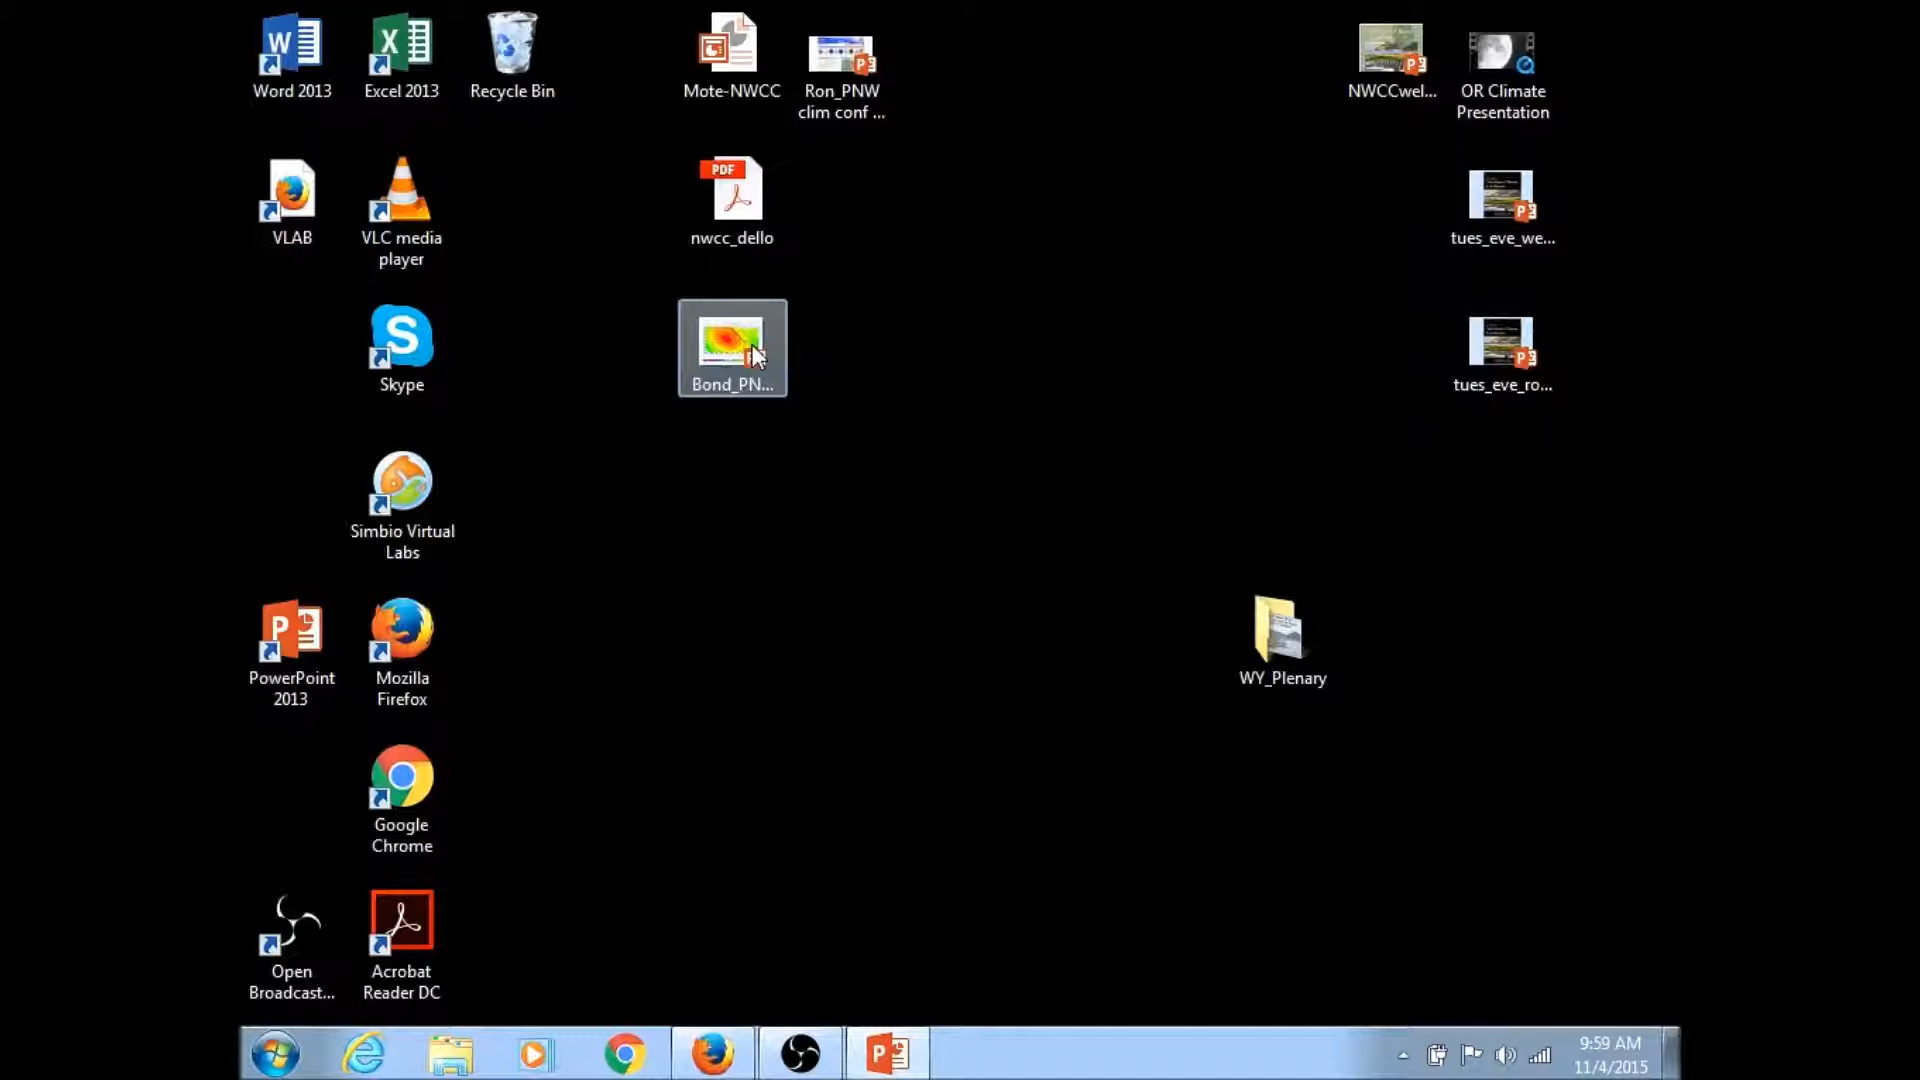 Word 2013
Excel 2013
Recycle Bin
Mote-NWCC
Ron_PNW
clim conf ...
NWCCwel...
OR Climate
Presentation
VLAB
VLC media
player
PDF
nwcc_dello
tues_eve_we...
Skype
Bond_PN...
tues_eve_ro...
Simbio Virtual
Labs
PowerPoint
2013
Mozilla
Firefox
WY_Plenary
Google
Chrome
Open
Broadcast...
Acrobat
Reader DC
9:59 AM
11/4/2015